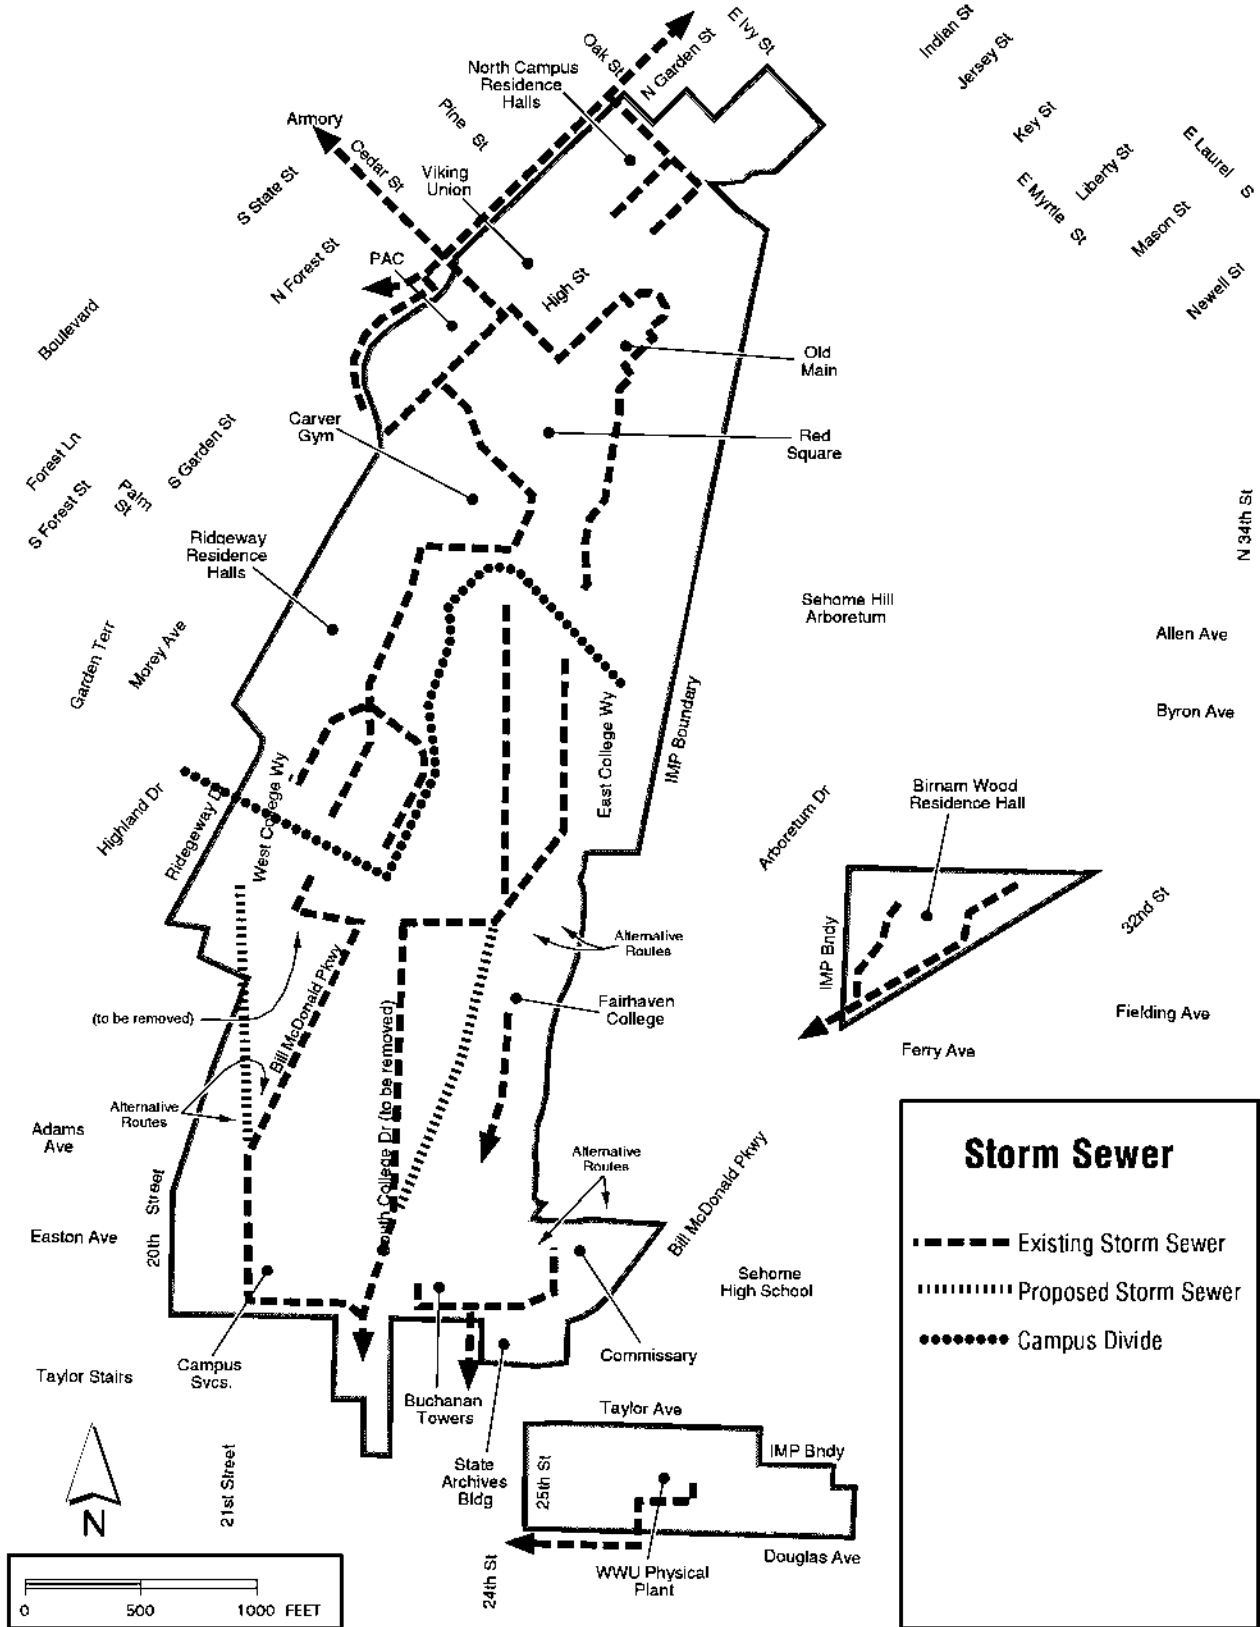 Indian St
E Ivy St
Jersey St
N Garden St
Oak St
North Campus
Residence
Halls
Key St
Pine St
Armory
Cedar St
Liberty St
E Laurel S
Viking
Union
S State St
E Myrtle St
Mason St
N Forest St
PAC
High St
Newell St
Boulevard
Old
Main
Carver
Gym
Red
Square
Forest Ln
S Garden St
Palm
St
S Forest St
N 34th St
Ridgeway
Residence
Halls
Sehome Hill
Arboretum
Allen Ave
Garden Terr
Morey Ave
Byron Ave
IMP Boundary
East College Wy
West College Wy
Highland Dr
Ridegeway D
Arboretum Dr
Birnam Wood
Residence Hall
32nd St
IMP Bndy
Alternative
Routes
Bill McDonald Pkwy
(to be removed)
Fairhaven
College
Fielding Ave
Ferry Ave
outh College Dr (to be removed)
Alternative
Routes
Adams
Ave
Alternative
Routes
Bill McDonald Pkwy
20th Street
Easton Ave
Sehome
High School
Storm Sewer
Existing Storm Sewer
Proposed Storm Sewer
Campus Divide
Taylor Stairs
Campus
Svcs.
Commissary
Buchanan
Towers
Taylor Ave
IMP Bndy
State
Archives
Bldg
25th St
21st Street
N
24th St
Douglas Ave
WWU Physical
Plant
0 500 1000 FEET